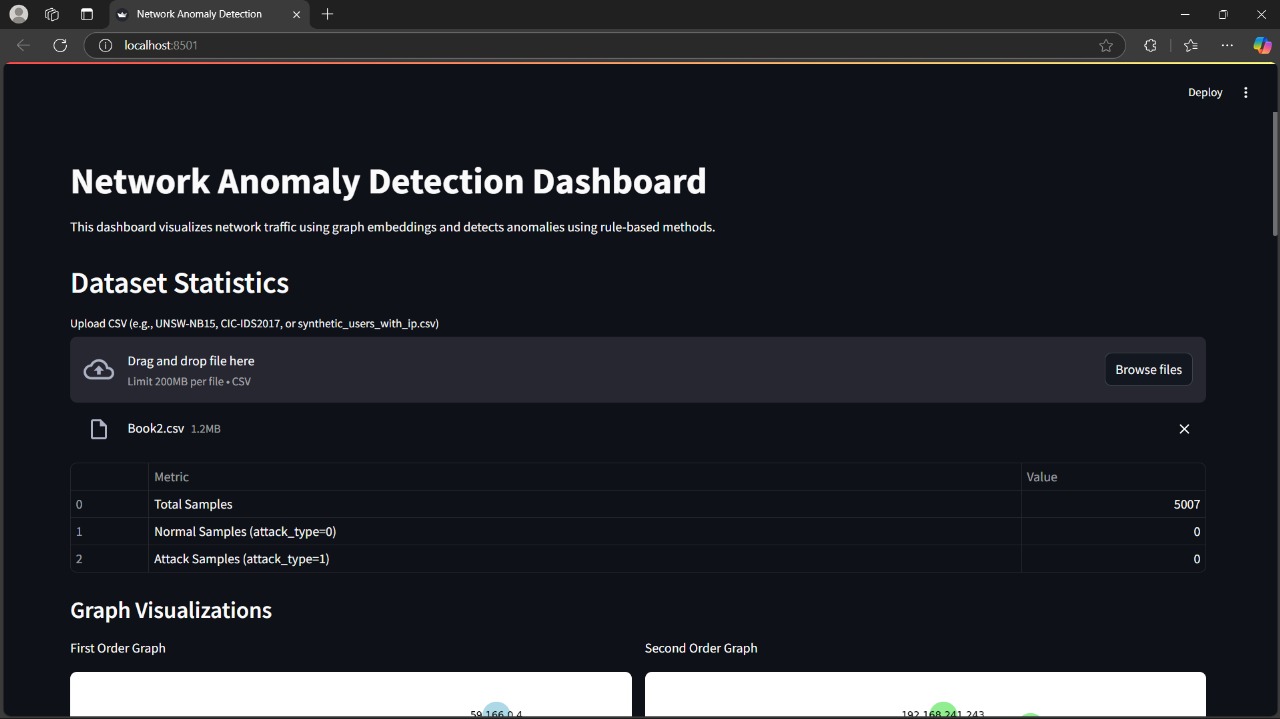 Network Anomaly Detection
localhost:8501
Deploy
Network Anomaly Detection Dashboard
This dashboard visualizes network traffic using graph embeddings and detects anomalies using rule-based methods.
Dataset Statistics
Upload CSV (e.g., UNSW-NB15, CIC-IDS2017, or synthetic_users_with_ip.csv)
Drag and drop file here
Limit 200MB per file • CSV
Browse files
Book2.csv 1.2MB
Metric Value
0 Total Samples 5007
1 Normal Samples (attack_type=0) 0
2 Attack Samples (attack_type=1) 0
Graph Visualizations
First Order Graph Second Order Graph
59.166.0.4 192.168.241.243